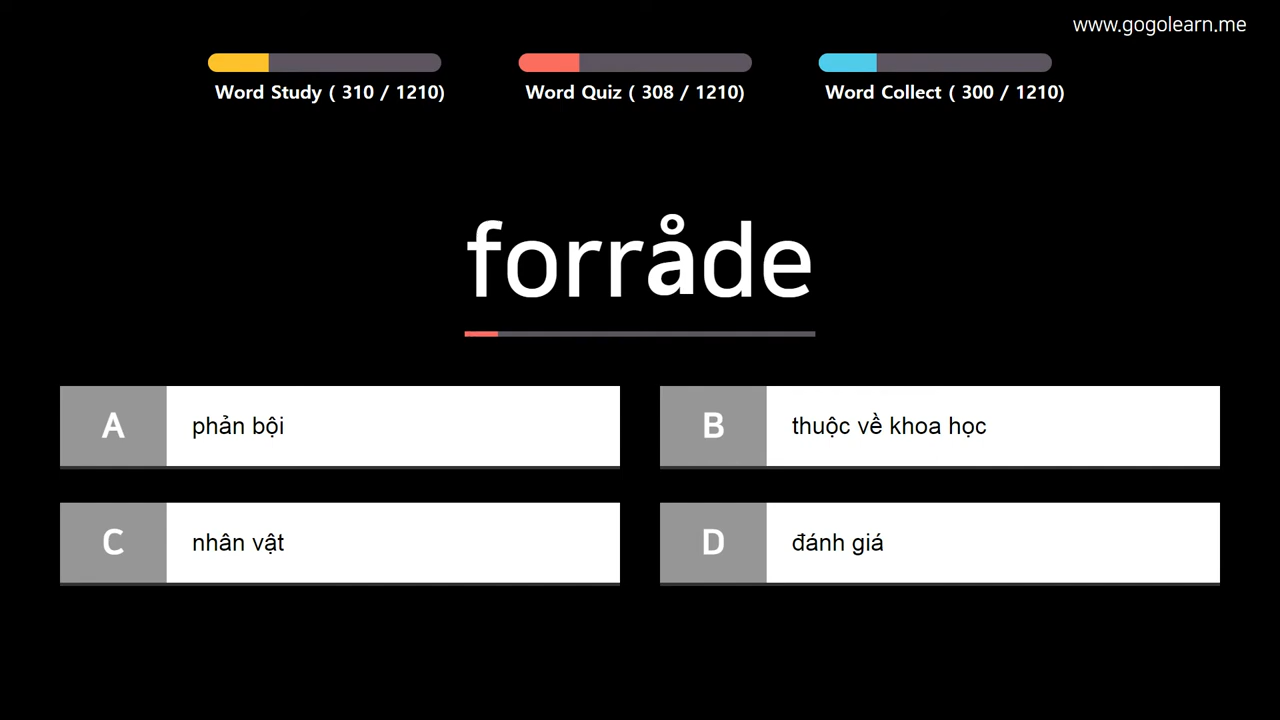 www.gogolearn.me
Word Study ( 310 / 1210)
Word Quiz ( 308 / 1210)
Word Collect ( 300 / 1210)
forråde
A phản bội
B thuộc về khoa học
C nhân vật
D đánh giá